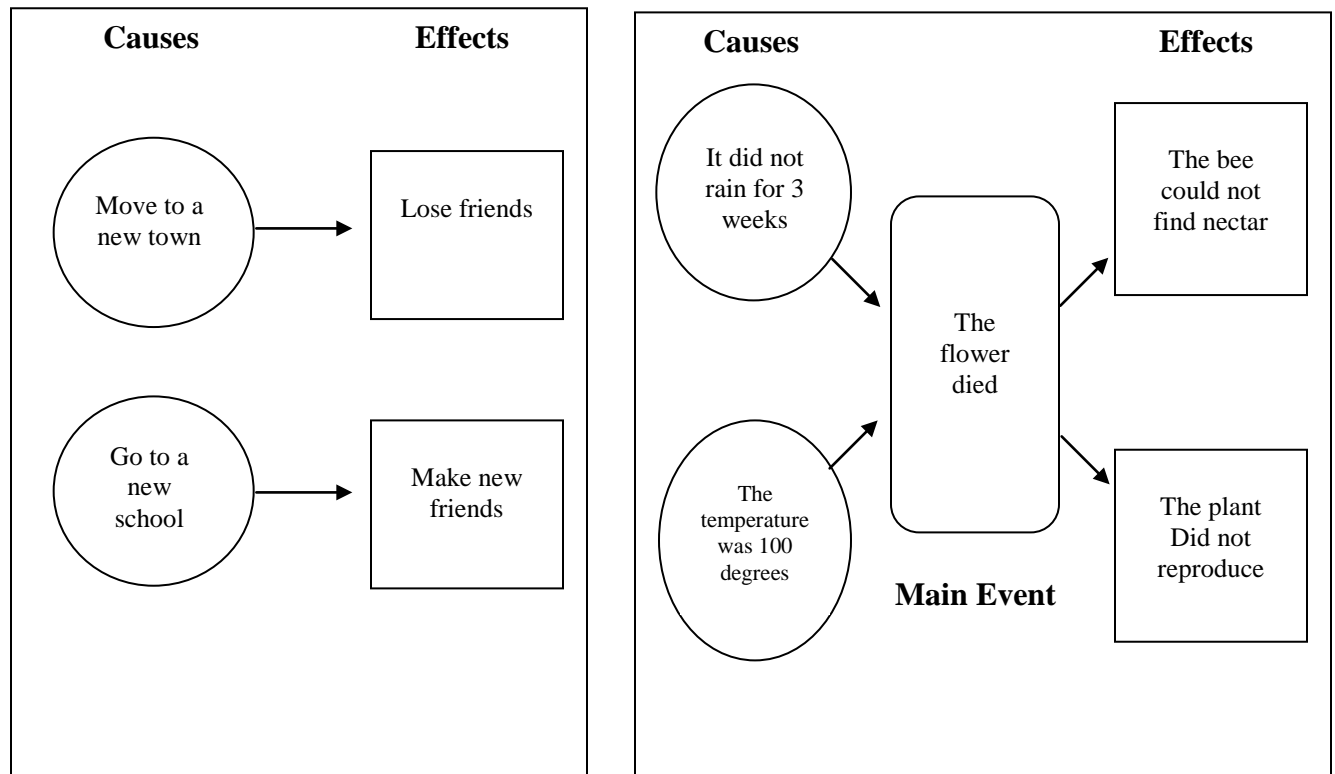 Causes
Effects
Move to a
new town
Lose friends
Go to a
new
school
Make new
friends
Causes
Effects
It did not
rain for 3
weeks
The
temperature
was 100
degrees
The
flower
died
Main Event
The bee
could not
find nectar
The plant
Did not
reproduce